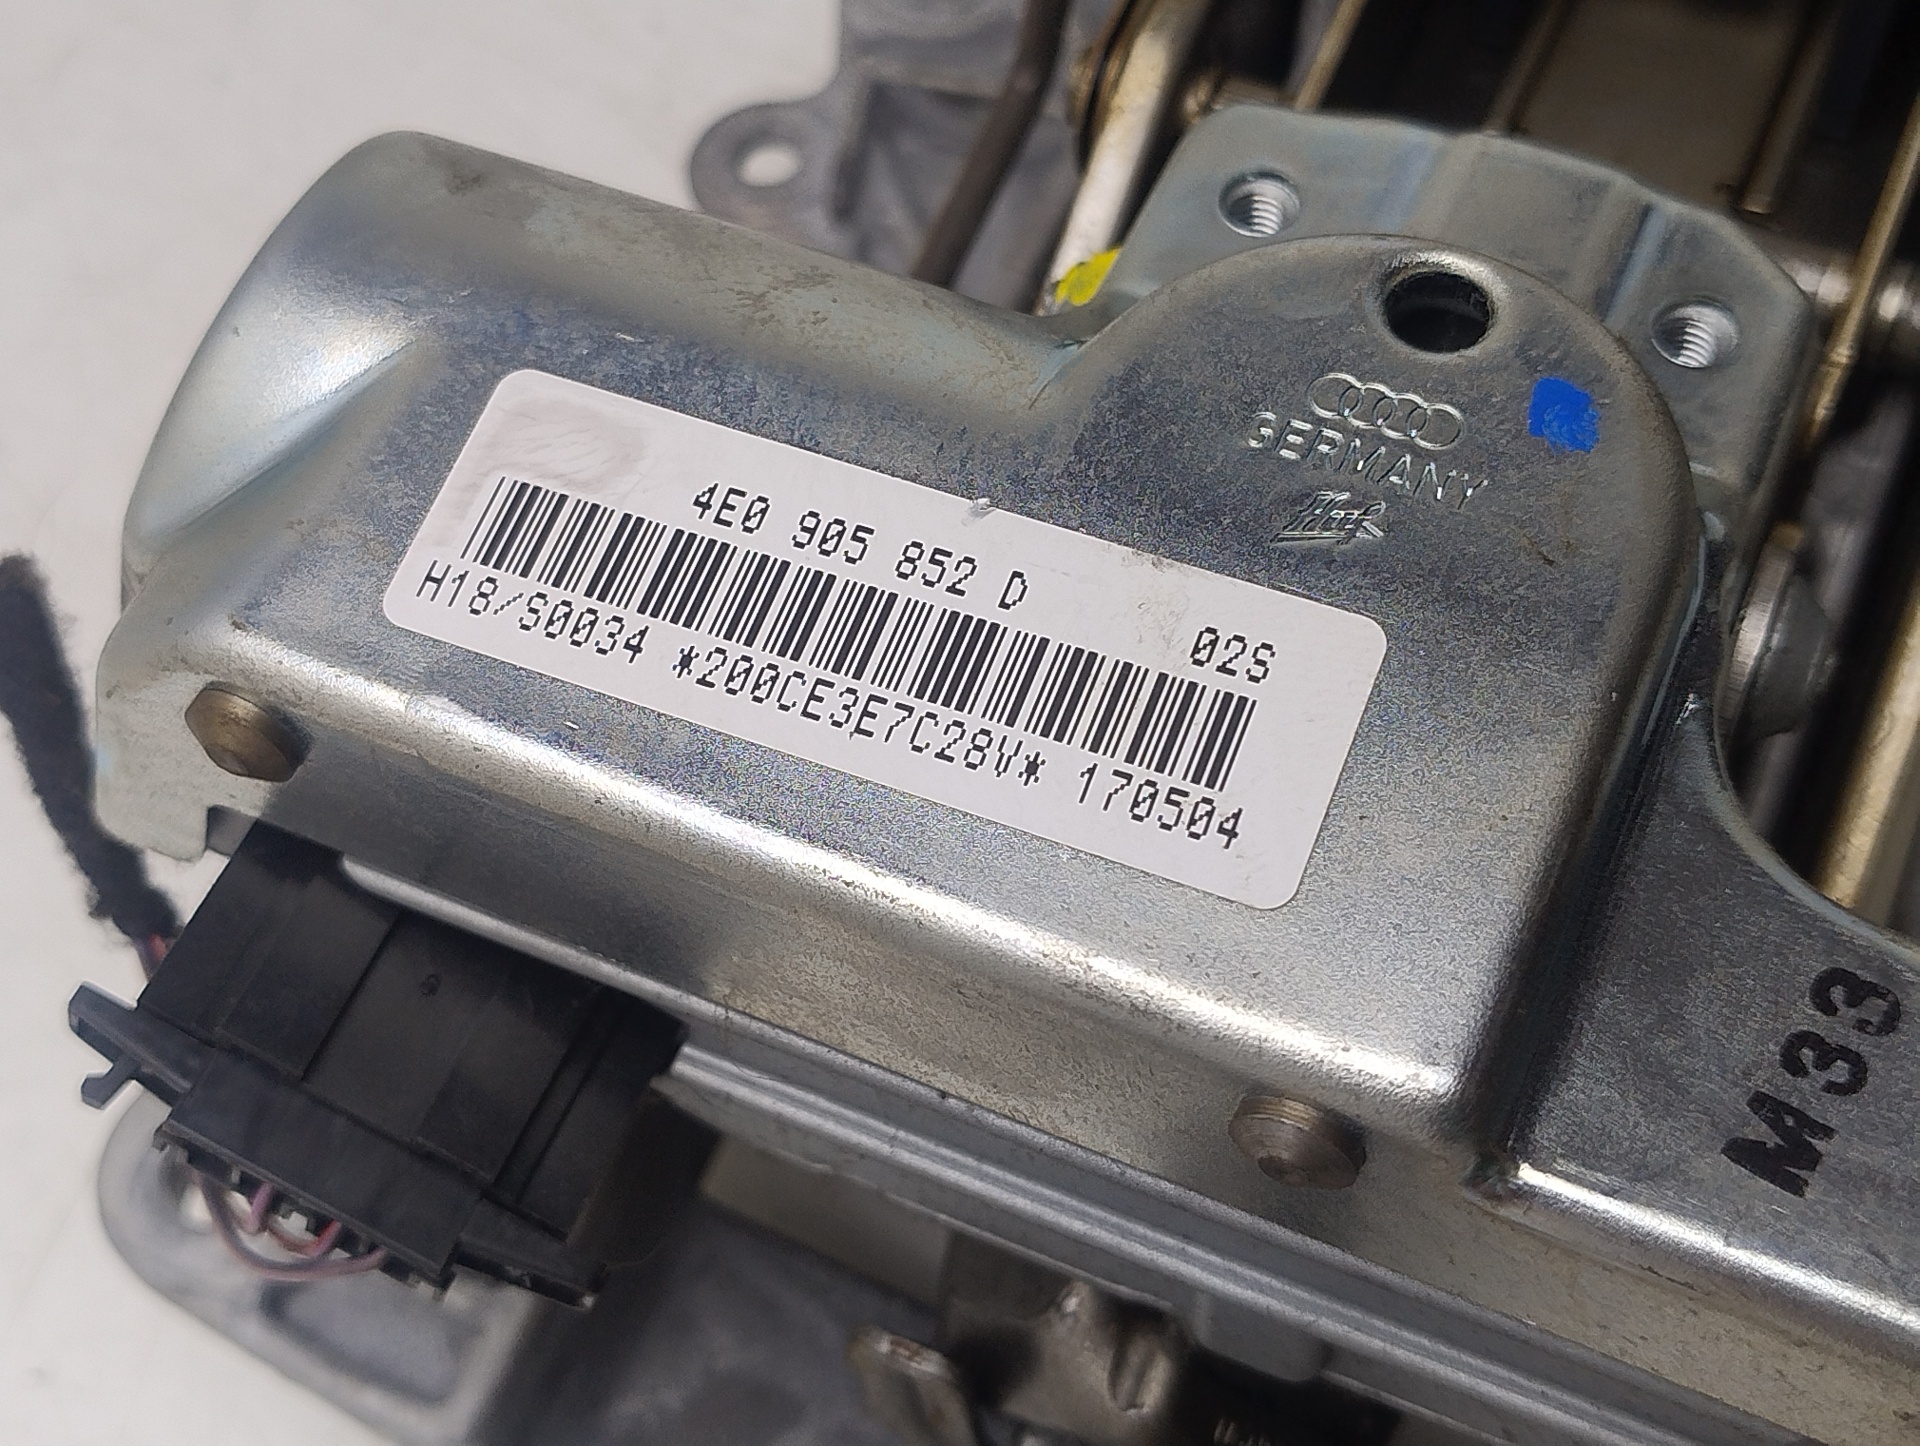 GERMANY
4E0 905 852 D
02S
H18/S0034 *200CE3E7C28V* 170504
M33